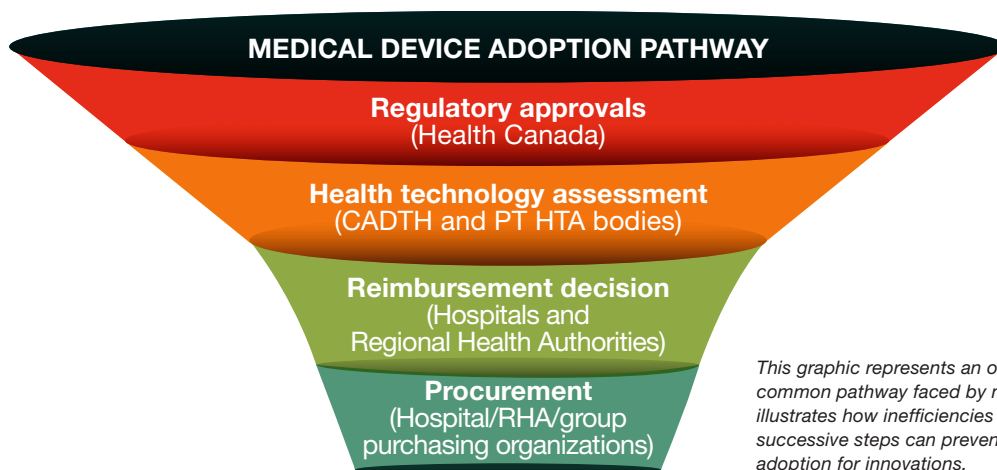 MEDICAL DEVICE ADOPTION PATHWAY
Regulatory approvals
(Health Canada)
Health technology assessment
(CADTH and PT HTA bodies)
Reimbursement decision
(Hospitals and
Regional Health Authorities)
Procurement
(Hospital/RHA/group
purchasing organizations)
This graphic represents an o
common pathway faced by
illustrates how inefficiencies
successive steps can preven
adoption for innovations.